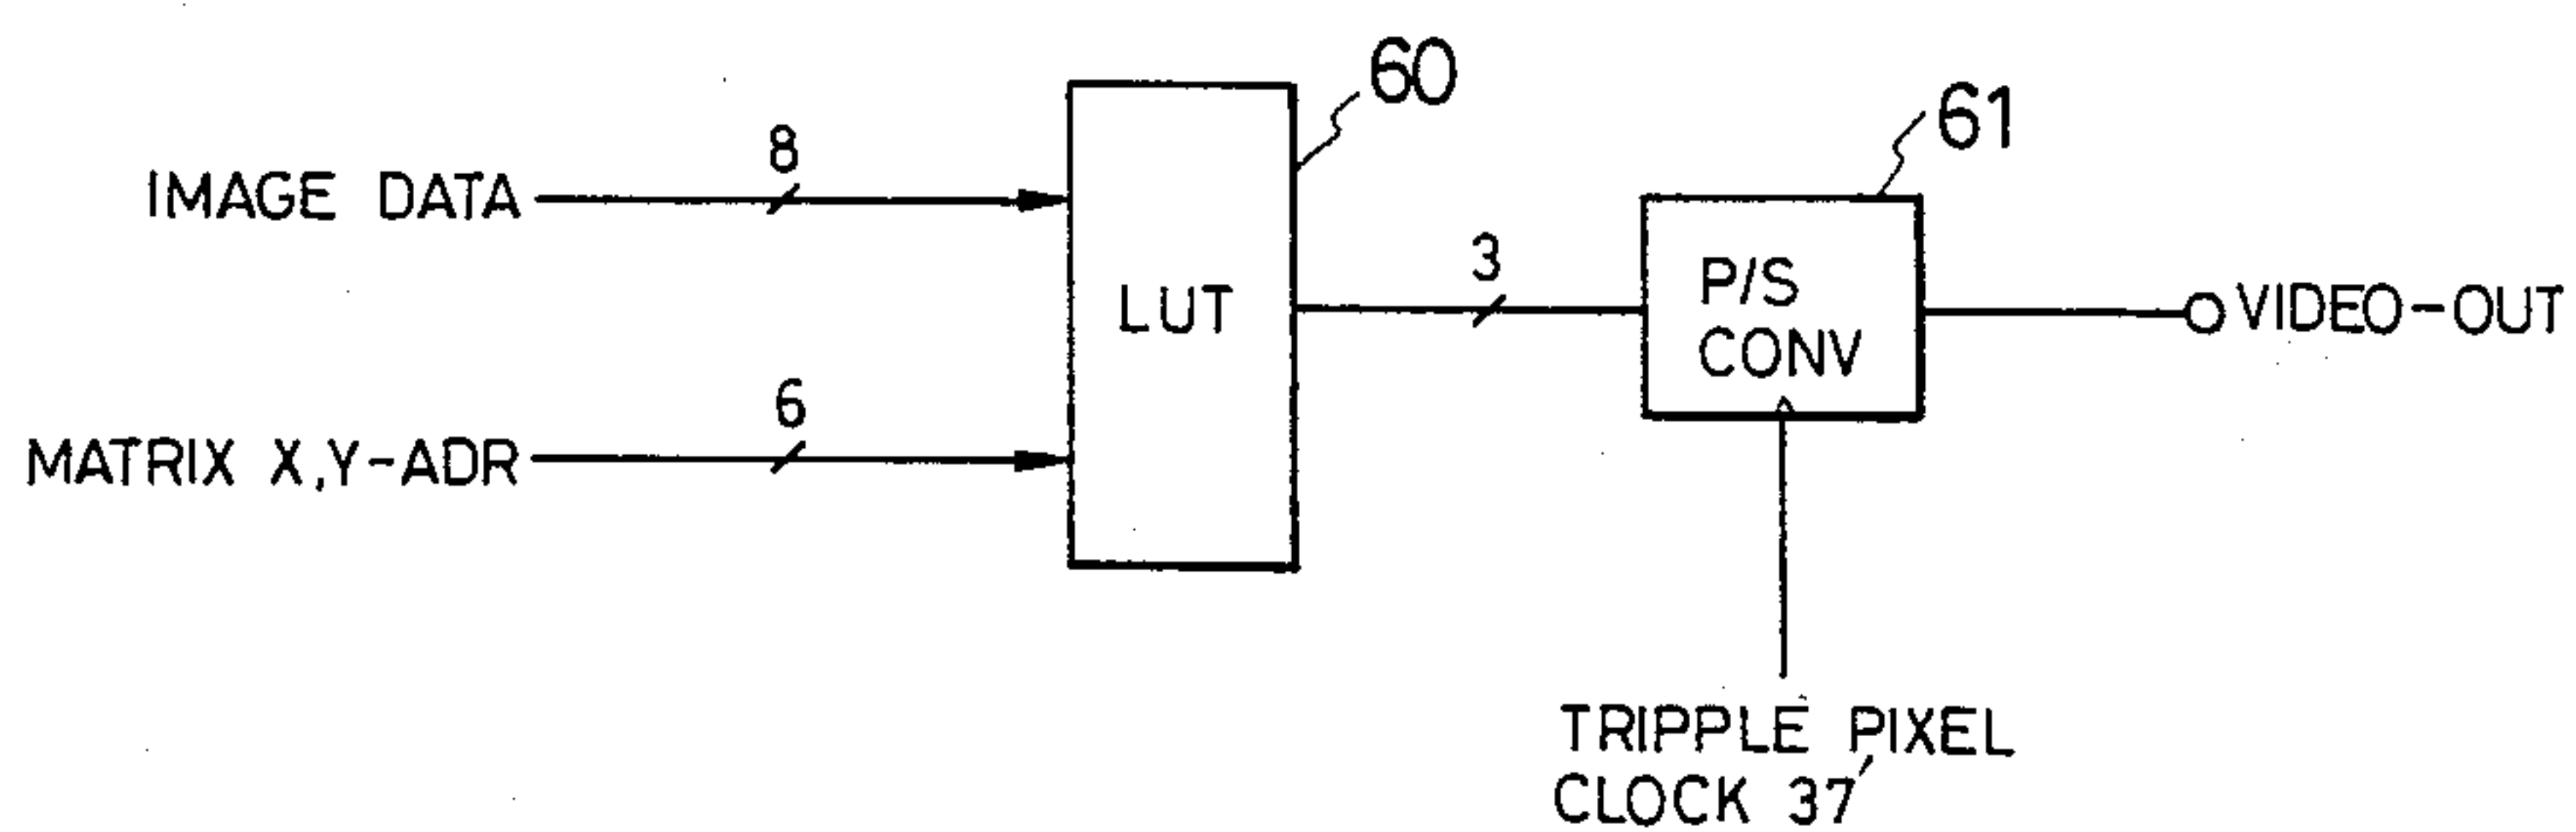 60
61
8
IMAGE DATA
3
P/S
CONV
LUT
VIDEO-OUT
6
MATRIX X,Y-ADR
TRIPPLE PIXEL
CLOCK 37'